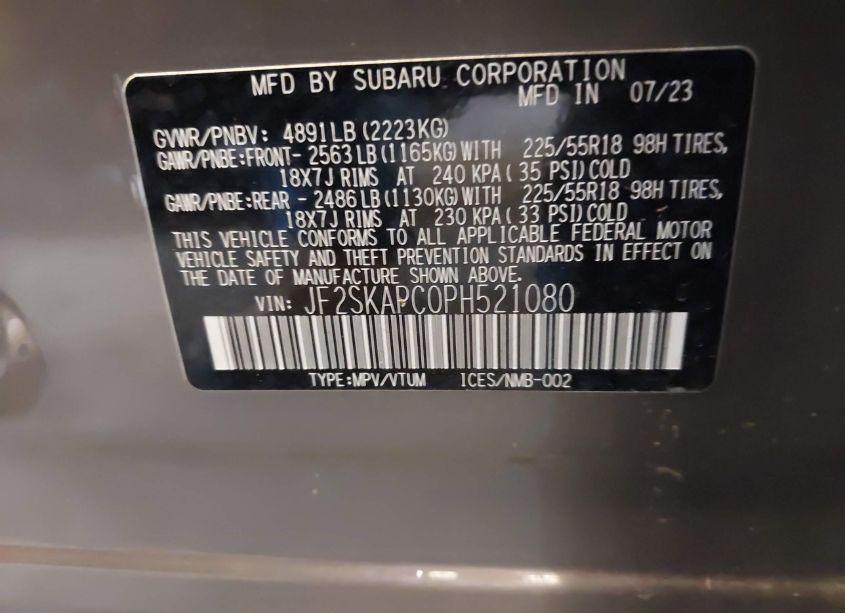 MFD BY SUBARU CORPORATION
MFD IN 07/23
GVWR/PNBV: 4891LB (2223KG)
GAWR/PNBE:FRONT- 2563LB (1165KG)WITH 225/55R18 98H TIRES,
18X7J RIMS AT 240 KPA( 35 PSI)COLD
GAWR/PNBE:REAR - 2486LB (1130KG)WITH 225/55R18 98H TIRES,
18X7J RIMS AT 230 KPA( 33 PSI)COLD
THIS VEHICLE CONFORMS TO ALL APPLICABLE FEDERAL MOTOR
VEHICLE SAFETY AND THEFT PREVENTION STANDARDS IN EFFECT ON
THE DATE OF MANUFACTURE SHOWN ABOVE.
VIN: JF2SKAPC0PH521080
TYPE:MPV/VTUM ICES/NMB-002